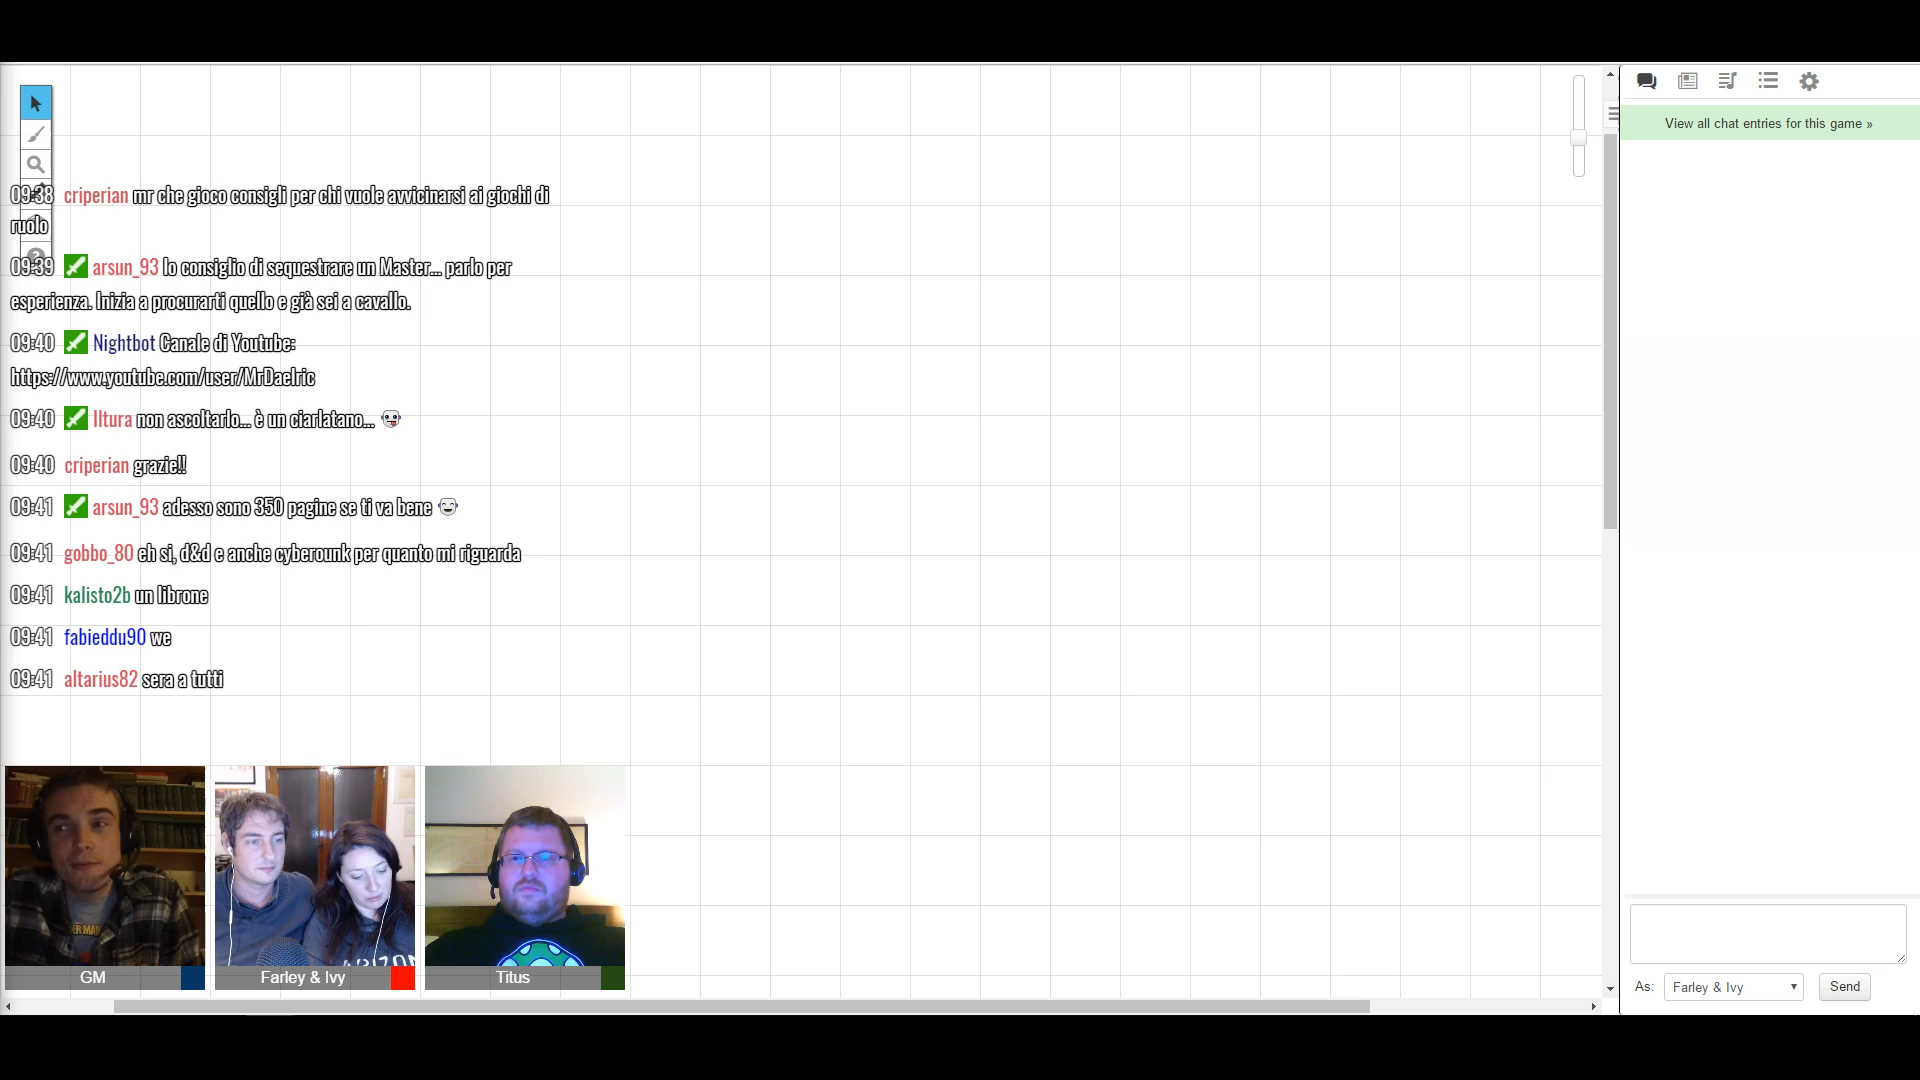 View all chat entries for this game »
09:38 criperian mr che gioco consigli per chi vuole avvicinarsi ai giochi di
ruolo
09:39 arsun_93 Io consiglio di sequestrare un Master... parlo per
esperienza. Inizia a procurarti quello e già sei a cavallo.
09:40 Nightbot Canale di Youtube:
https://www.youtube.com/user/MrDaelric
09:40 Iltura non ascoltarlo... è un ciarlatano...
09:40 criperian grazie!!
09:41 arsun_93 adesso sono 350 pagine se ti va bene
09:41 gobbo_80 eh si, d&d e anche cyberounk per quanto mi riguarda
09:41 kalisto2b un librone
09:41 fabieddu90 we
09:41 altarius82 sera a tutti
GM
Farley & Ivy
Titus
As: Farley & Ivy Send